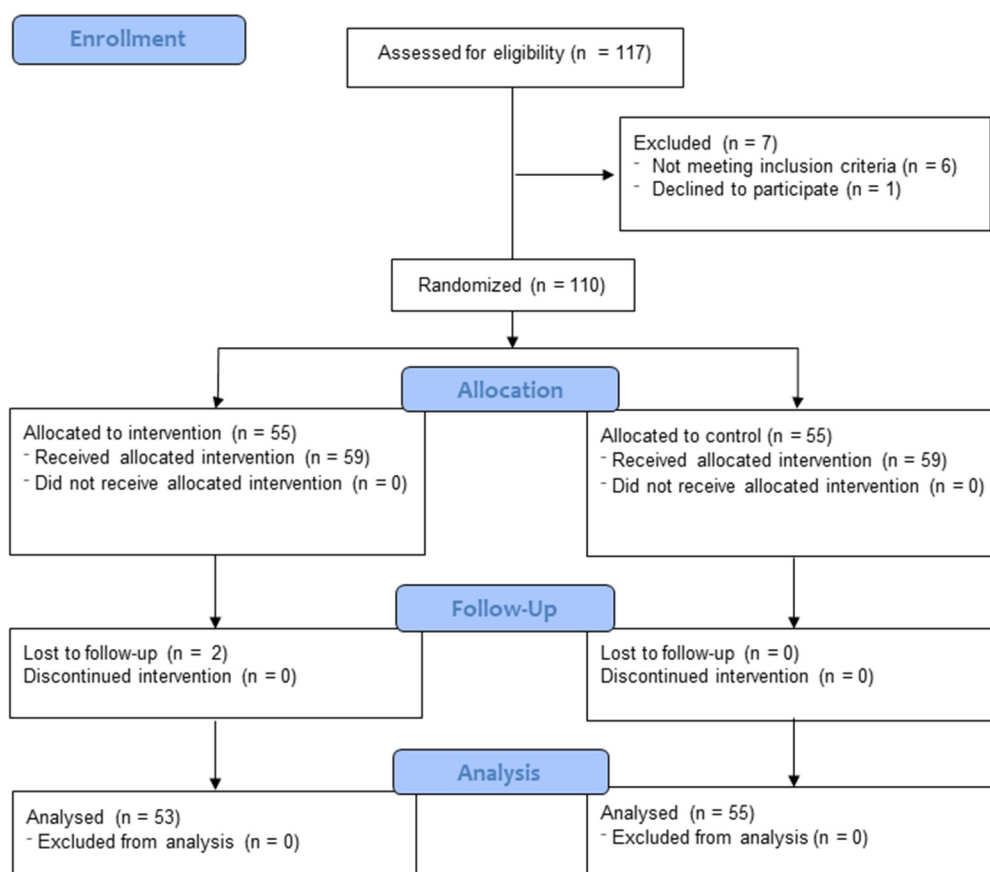 Enrollment
Assessed for eligibility (n = 117)
Excluded (n = 7)
- Not meeting inclusion criteria (n = 6)
- Declined to participate (n = 1)
Randomized (n = 110)
Allocation
Allocated to intervention (n = 55)
- Received allocated intervention (n = 59)
- Did not receive allocated intervention (n = 0)
Allocated to control (n = 55)
- Received allocated intervention (n = 59)
- Did not receive allocated intervention (n = 0)
Follow-Up
Lost to follow-up (n = 2)
Discontinued intervention (n = 0)
Lost to follow-up (n = 0)
Discontinued intervention (n = 0)
Analysis
Analysed (n = 53)
- Excluded from analysis (n = 0)
Analysed (n = 55)
- Excluded from analysis (n = 0)